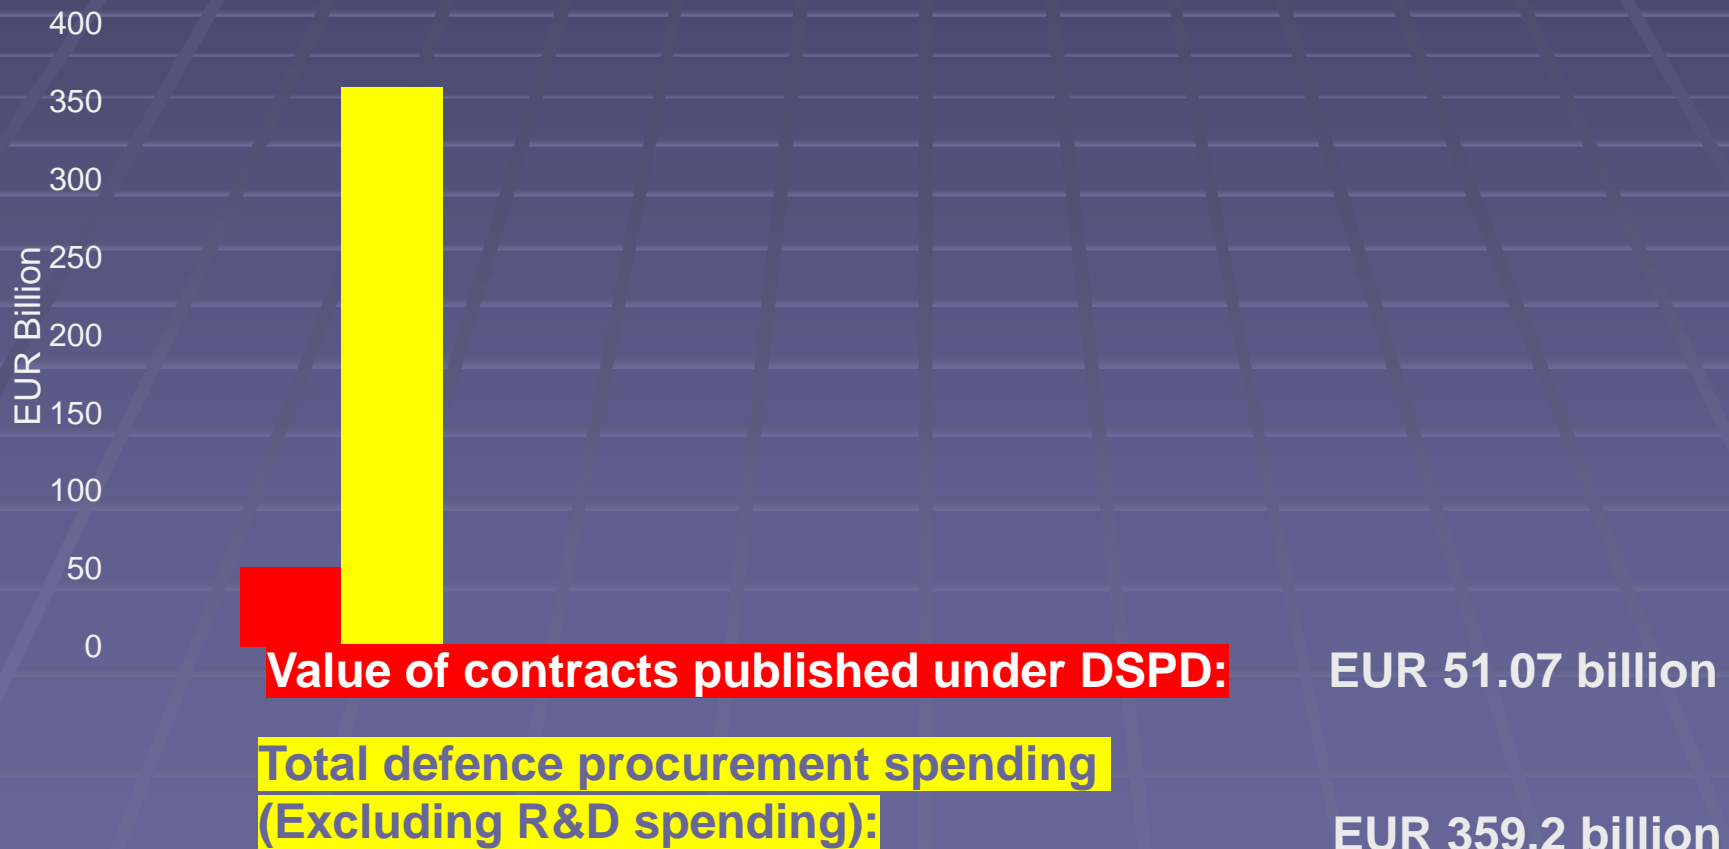 400
350
300
250
200
150
100
50
0
EUR Billion
Value of contracts published under DSPD: EUR 51.07 billion
Total defence procurement spending
(Excluding R&D spending): EUR 359.2 billion